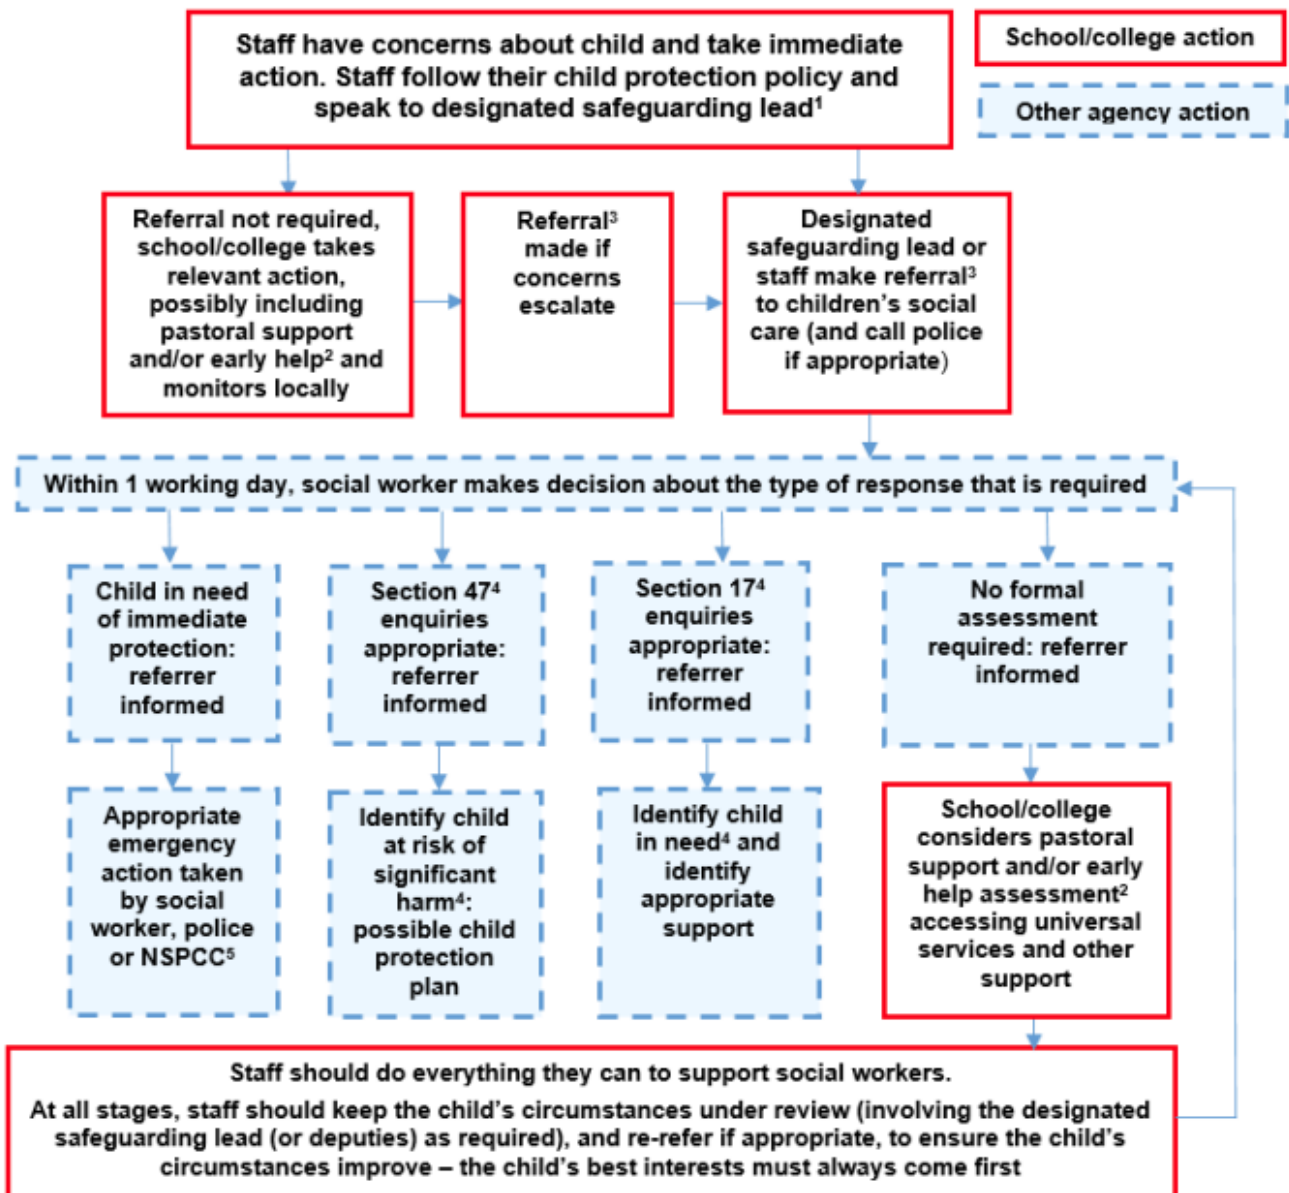 Staff have concerns about child and take immediate
action. Staff follow their child protection policy and
speak to designated safeguarding lead¹
School/college action
Other agency action
Referral not required,
school/college takes
relevant action,
possibly including
pastoral support
and/or early help² and
monitors locally
Referral³
made if
concerns
escalate
Designated
safeguarding lead or
staff make referral³
to children's social
care (and call police
if appropriate)
Within 1 working day, social worker makes decision about the type of response that is required
Child in need
of immediate
protection:
referrer
informed
Section 47⁴
enquiries
appropriate:
referrer
informed
Section 17⁴
enquiries
appropriate:
referrer
informed
No formal
assessment
required: referrer
informed
Appropriate
emergency
action taken
by social
worker, police
or NSPCC⁵
Identify child
at risk of
significant
harm⁴:
possible child
protection
plan
Identify child
in need⁴ and
identify
appropriate
support
School/college
considers pastoral
support and/or early
help assessment²
accessing universal
services and other
support
Staff should do everything they can to support social workers.
At all stages, staff should keep the child's circumstances under review (involving the designated
safeguarding lead (or deputies) as required), and re-refer if appropriate, to ensure the child's
circumstances improve – the child's best interests must always come first